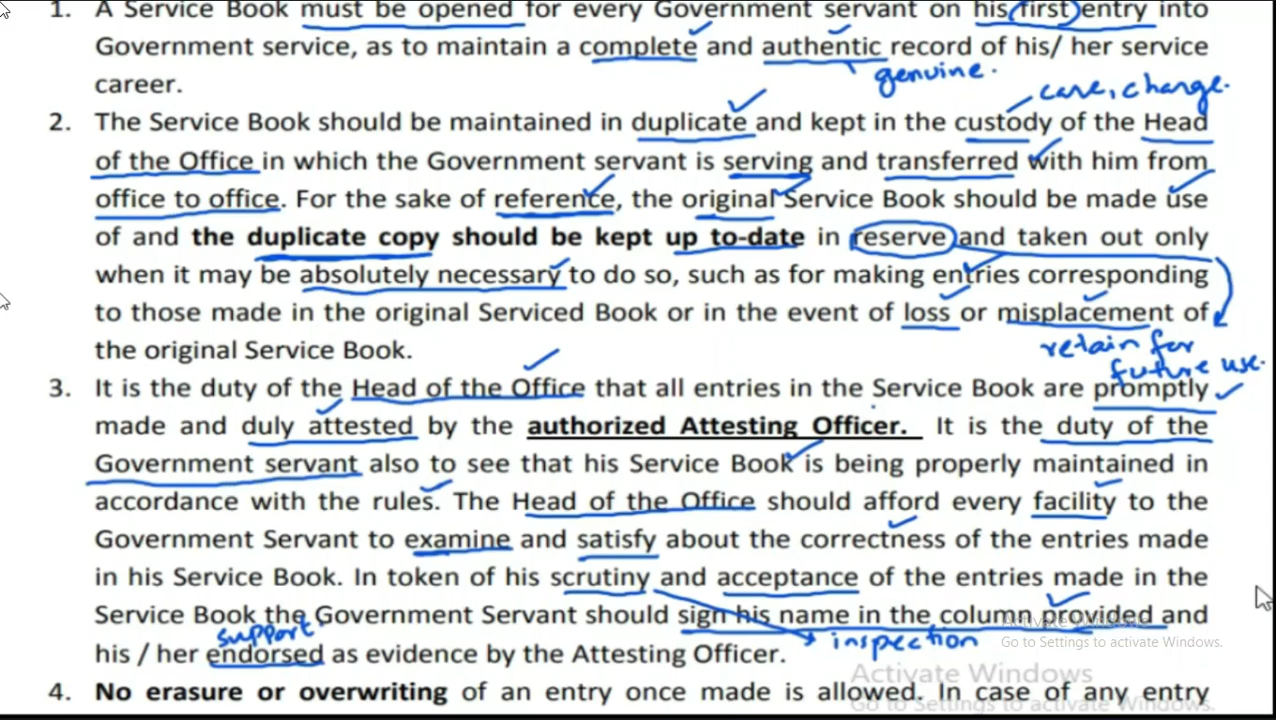 1. A Service Book must be opened for every Government servant on his first entry into
Government service, as to maintain a complete and authentic record of his/ her service
genuine.
career.
care, change.
2. The Service Book should be maintained in duplicate and kept in the custody of the Head
of the Office in which the Government servant is serving and transferred with him from
office to office. For the sake of reference, the original Service Book should be made use
of and the duplicate copy should be kept up to-date in reserve and taken out only
when it may be absolutely necessary to do so, such as for making entries corresponding
to those made in the original Serviced Book or in the event of loss or misplacement of
the original Service Book.
retain for
future use.
3. It is the duty of the Head of the Office that all entries in the Service Book are promptly
made and duly attested by the authorized Attesting Officer. It is the duty of the
Government servant also to see that his Service Book is being properly maintained in
accordance with the rules. The Head of the Office should afford every facility to the
Government Servant to examine and satisfy about the correctness of the entries made
in his Service Book. In token of his scrutiny and acceptance of the entries made in the
Service Book the Government Servant should sign his name in the column provided and
support
inspection
his / her endorsed as evidence by the Attesting Officer.
Activate Windows
Go to Settings to activate Windows.
Activate Windows
Go to Settings to activate Windows.
4. No erasure or overwriting of an entry once made is allowed. In case of any entry